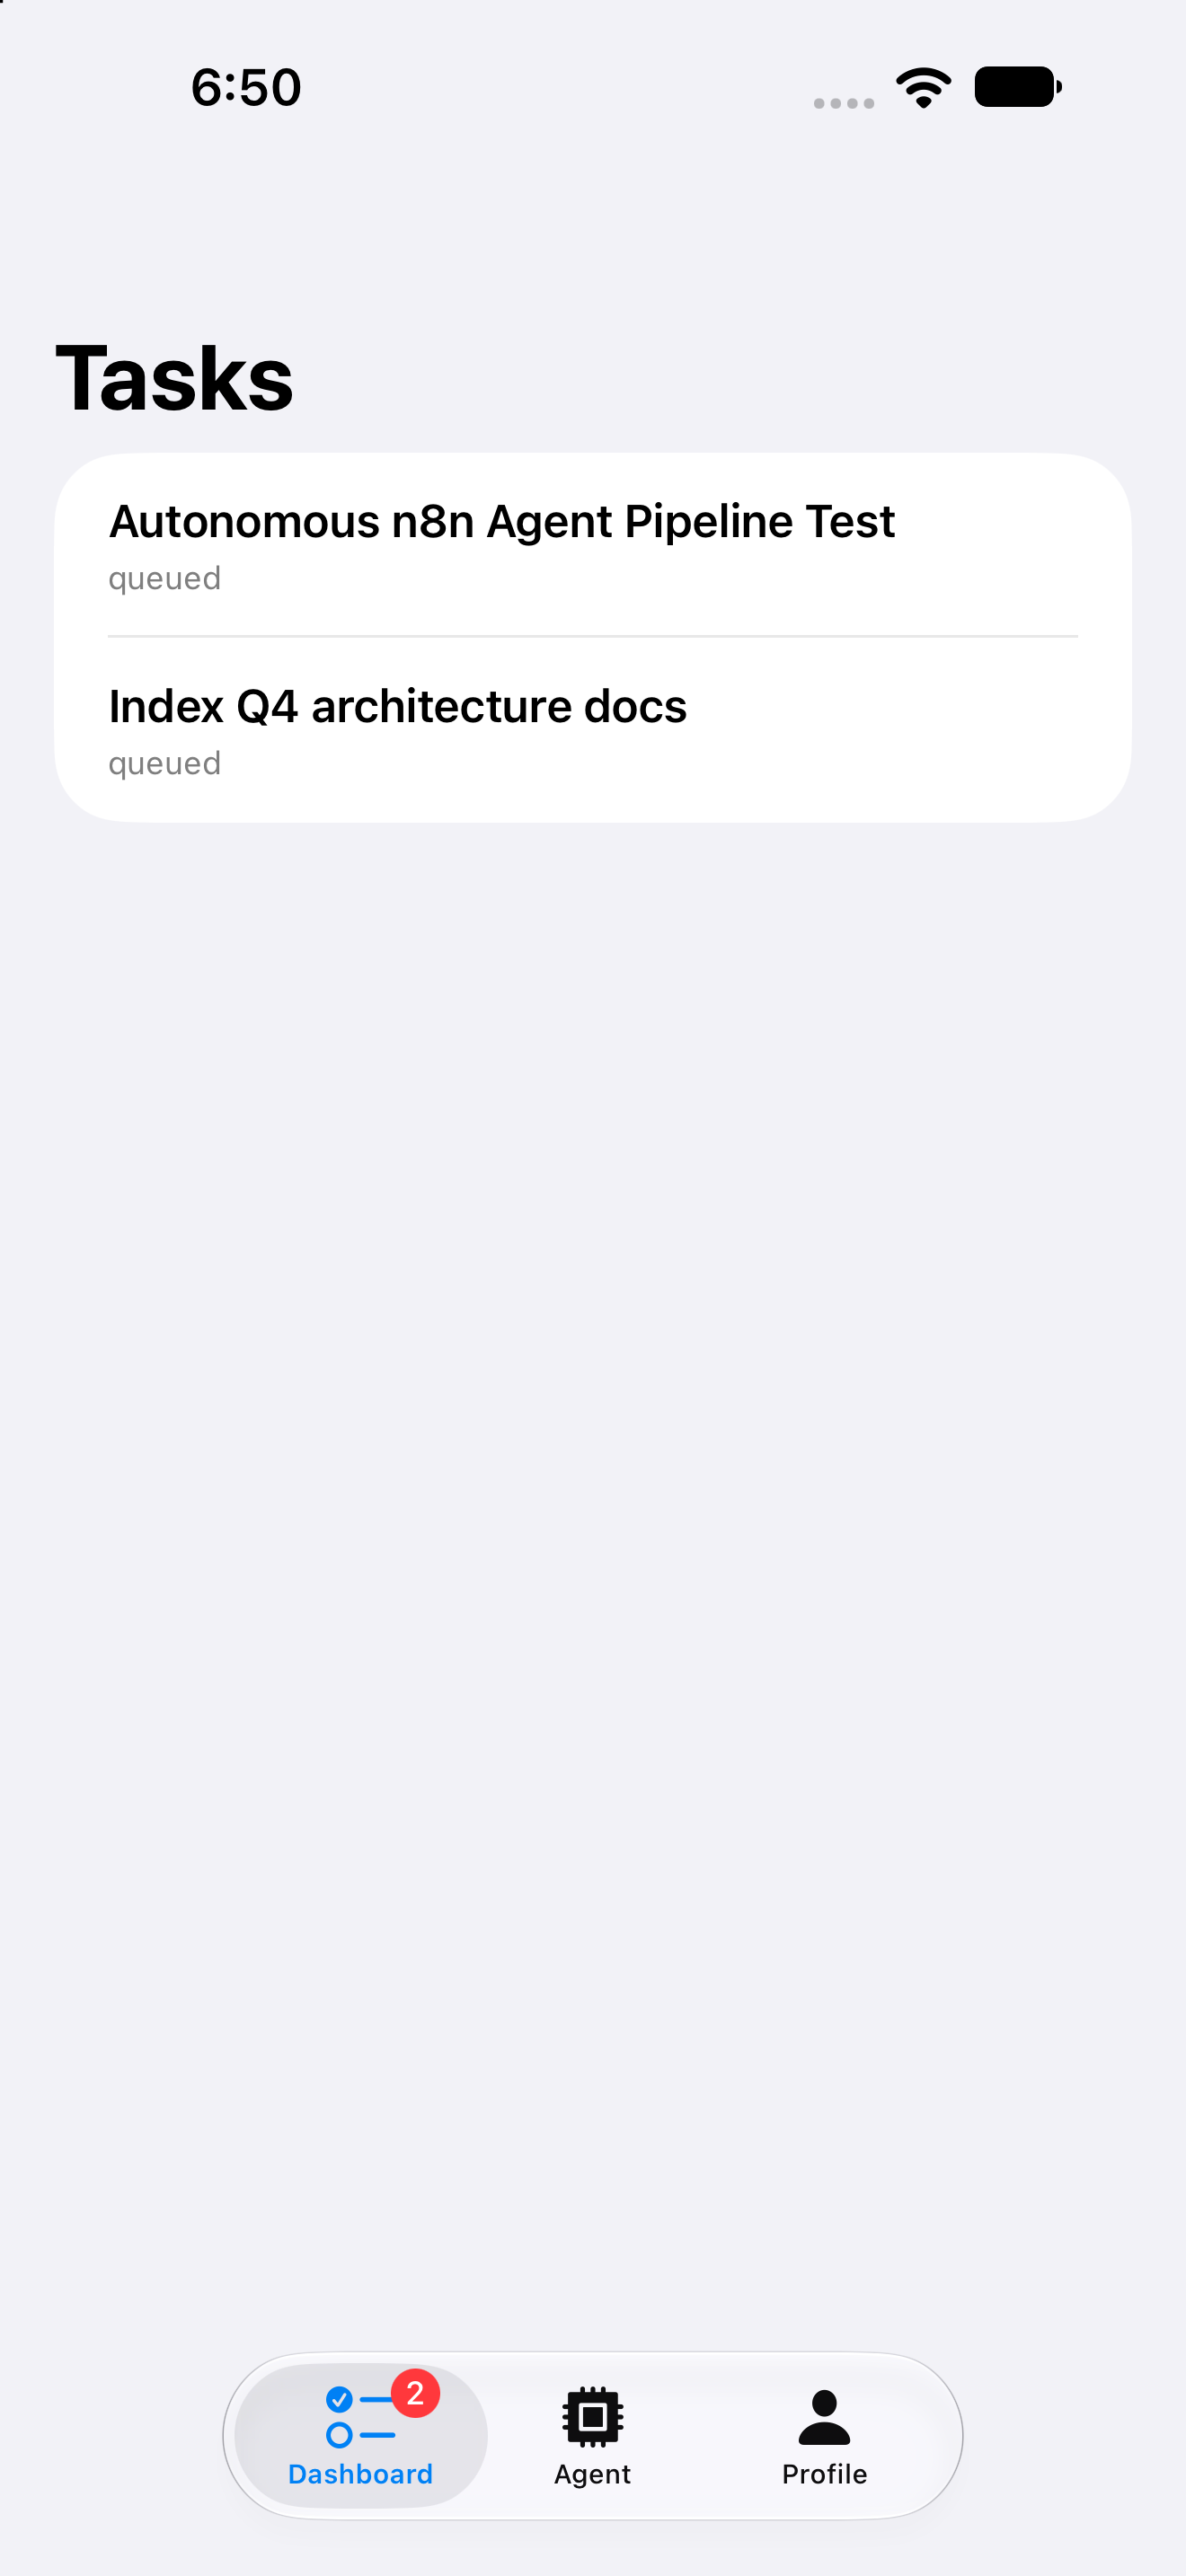 6:50
Tasks
Autonomous n8n Agent Pipeline Test
queued
Index Q4 architecture docs
queued
2
Dashboard
Agent
Profile